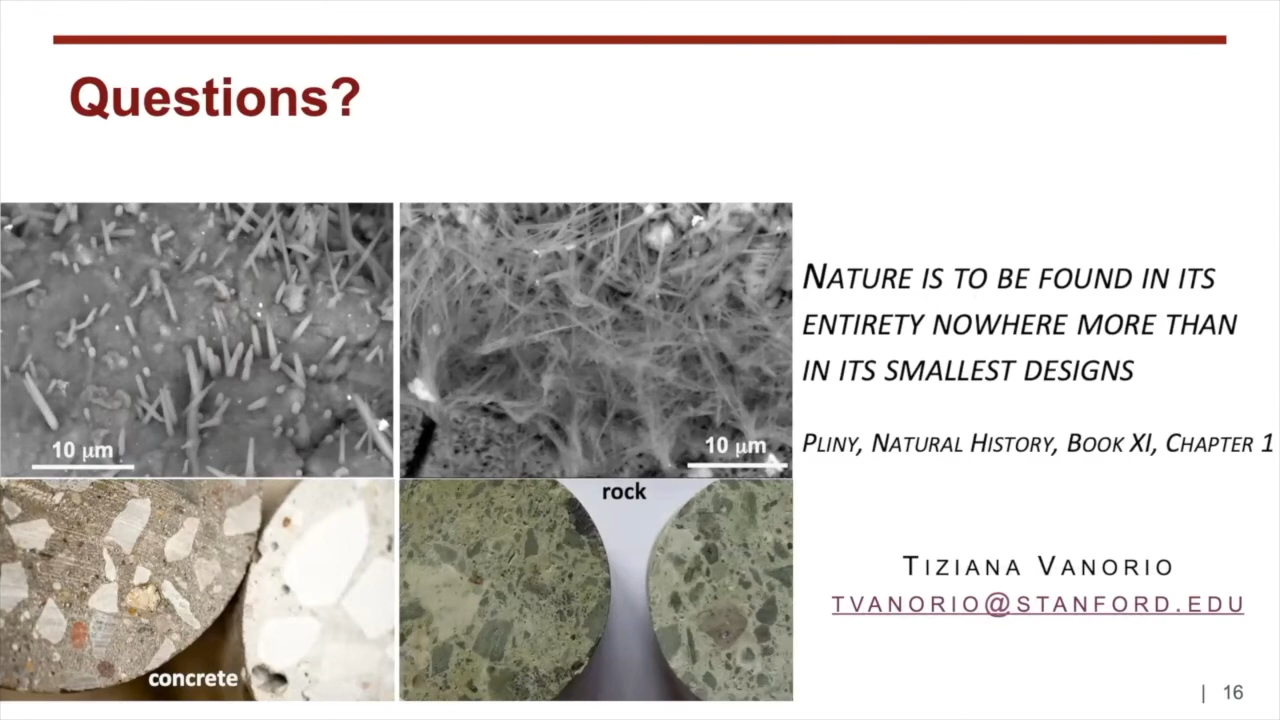 Questions?
10 μm
10 μm
rock
concrete
NATURE IS TO BE FOUND IN ITS
ENTIRETY NOWHERE MORE THAN
IN ITS SMALLEST DESIGNS
PLINY, NATURAL HISTORY, BOOK XI, CHAPTER 1
TIZIANA VANORIO
TVANORIO@STANFORD.EDU
| 16